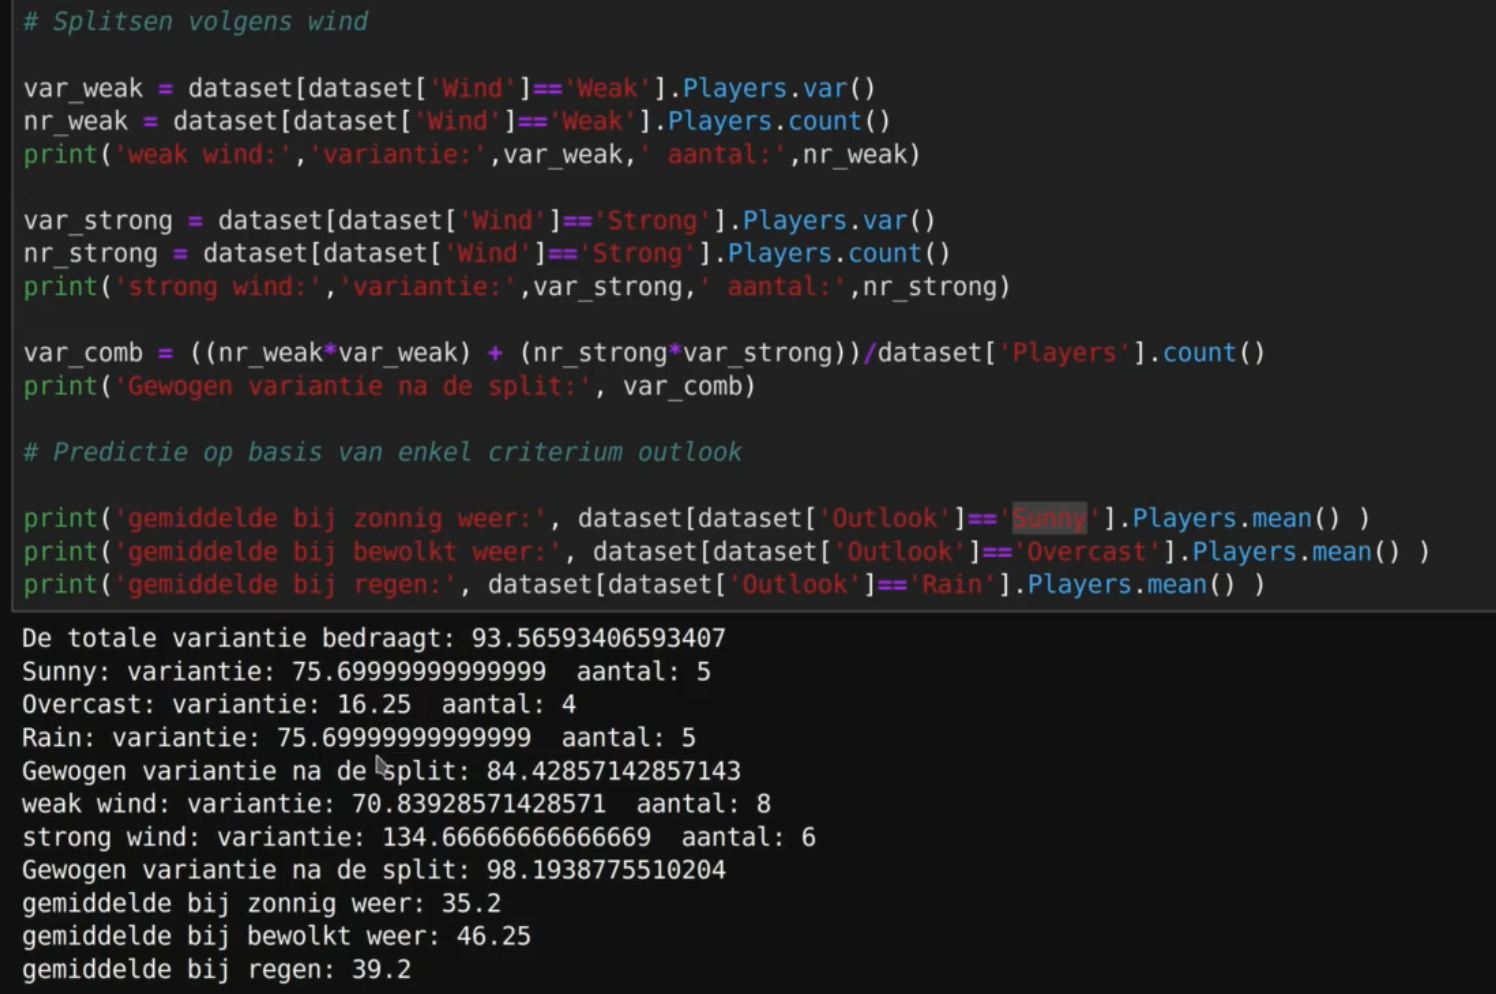 # Splitsen volgens wind
var_weak = dataset[dataset['Wind']=='Weak'].Players.var()
nr_weak = dataset[dataset['Wind']=='Weak'].Players.count()
print('weak wind:','variantie:',var_weak,' aantal:',nr_weak)
var_strong = dataset[dataset['Wind']=='Strong'].Players.var()
nr_strong = dataset[dataset['Wind']=='Strong'].Players.count()
print('strong wind:','variantie:',var_strong,' aantal:',nr_strong)
var_comb = ((nr_weak*var_weak) + (nr_strong*var_strong))/dataset['Players'].count()
print('Gewogen variantie na de split:', var_comb)
# Predictie op basis van enkel criterium outlook
print('gemiddelde bij zonnig weer:', dataset[dataset['Outlook']=='Sunny'].Players.mean() )
print('gemiddelde bij bewolkt weer:', dataset[dataset['Outlook']=='Overcast'].Players.mean() )
print('gemiddelde bij regen:', dataset[dataset['Outlook']=='Rain'].Players.mean() )
De totale variantie bedraagt: 93.56593406593407
Sunny: variantie: 75.69999999999999  aantal: 5
Overcast: variantie: 16.25  aantal: 4
Rain: variantie: 75.69999999999999  aantal: 5
Gewogen variantie na de split: 84.42857142857143
weak wind: variantie: 70.83928571428571  aantal: 8
strong wind: variantie: 134.66666666666669  aantal: 6
Gewogen variantie na de split: 98.1938775510204
gemiddelde bij zonnig weer: 35.2
gemiddelde bij bewolkt weer: 46.25
gemiddelde bij regen: 39.2